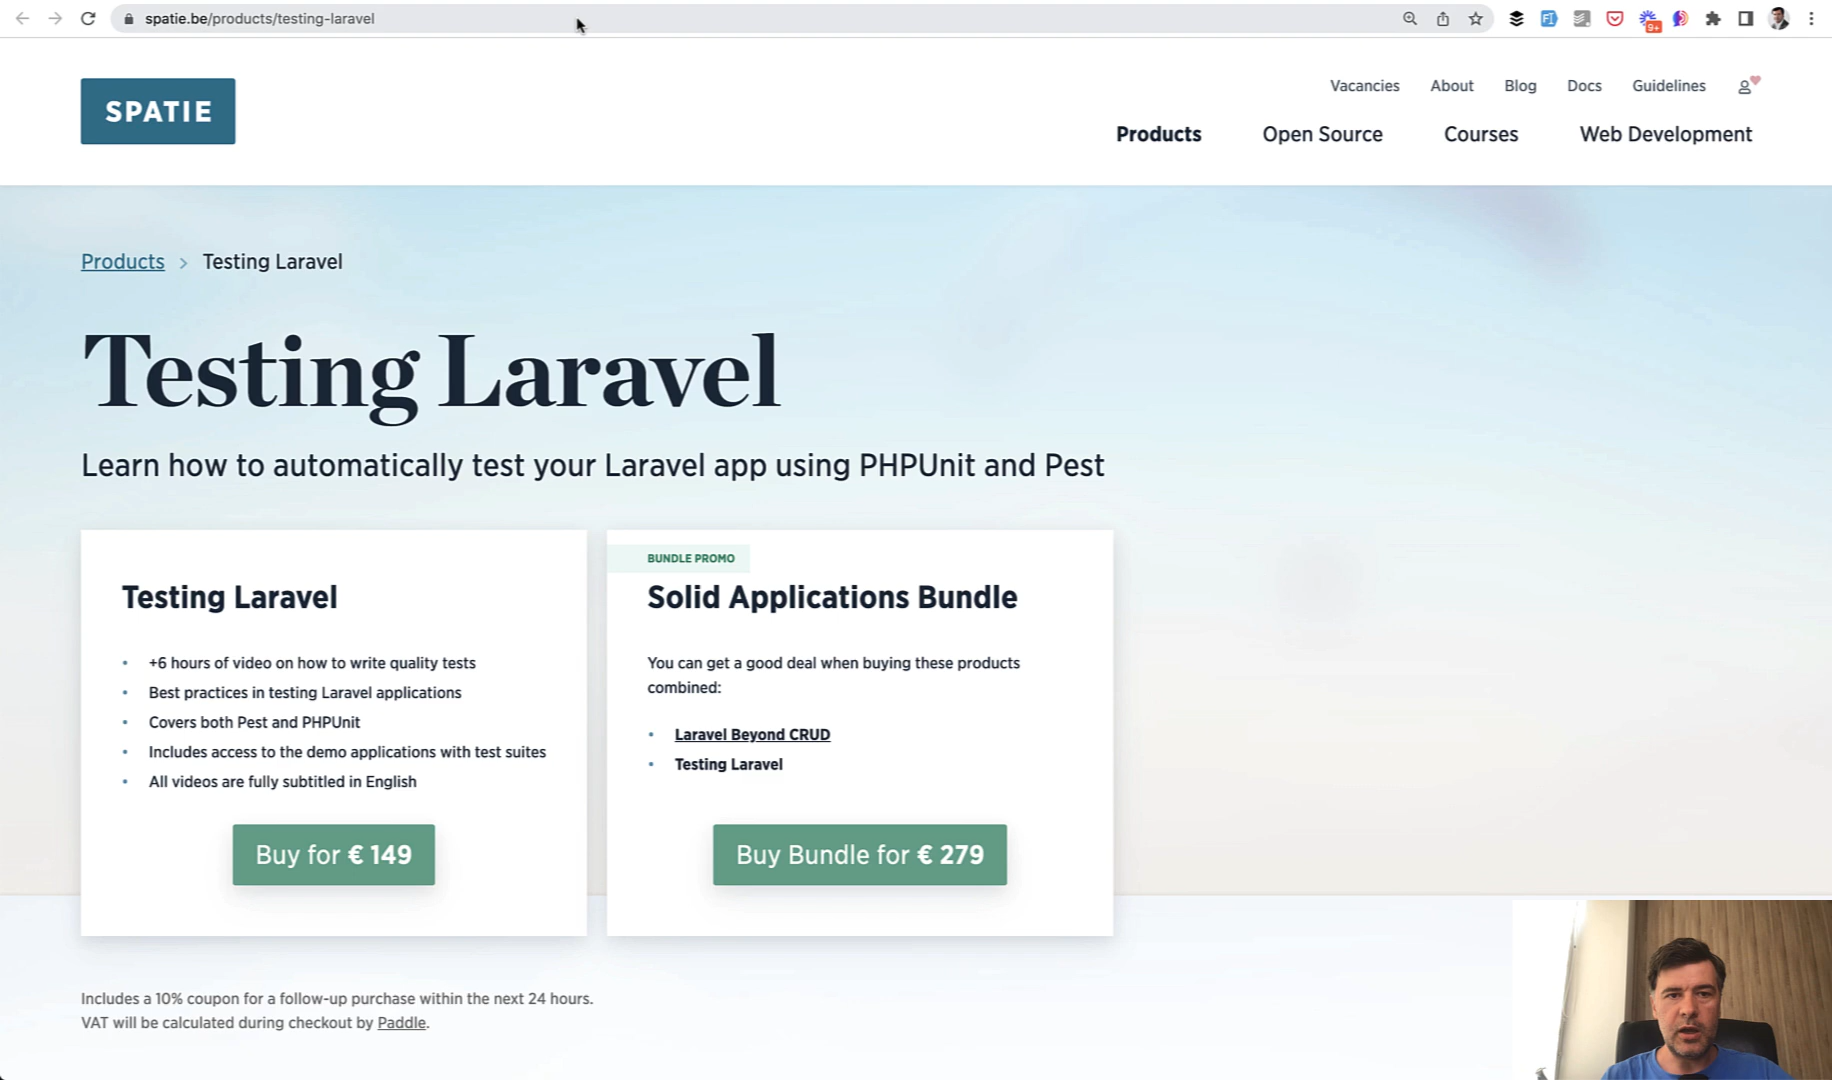 spatie.be/products/testing-laravel
9+
SPATIE
Vacancies About Blog Docs Guidelines
Products Open Source Courses Web Development
Products > Testing Laravel
Testing Laravel
Learn how to automatically test your Laravel app using PHPUnit and Pest
Testing Laravel
• +6 hours of video on how to write quality tests
• Best practices in testing Laravel applications
• Covers both Pest and PHPUnit
• Includes access to the demo applications with test suites
• All videos are fully subtitled in English
Buy for € 149
BUNDLE PROMO
Solid Applications Bundle
You can get a good deal when buying these products
combined:
• Laravel Beyond CRUD
• Testing Laravel
Buy Bundle for € 279
Includes a 10% coupon for a follow-up purchase within the next 24 hours.
VAT will be calculated during checkout by Paddle.